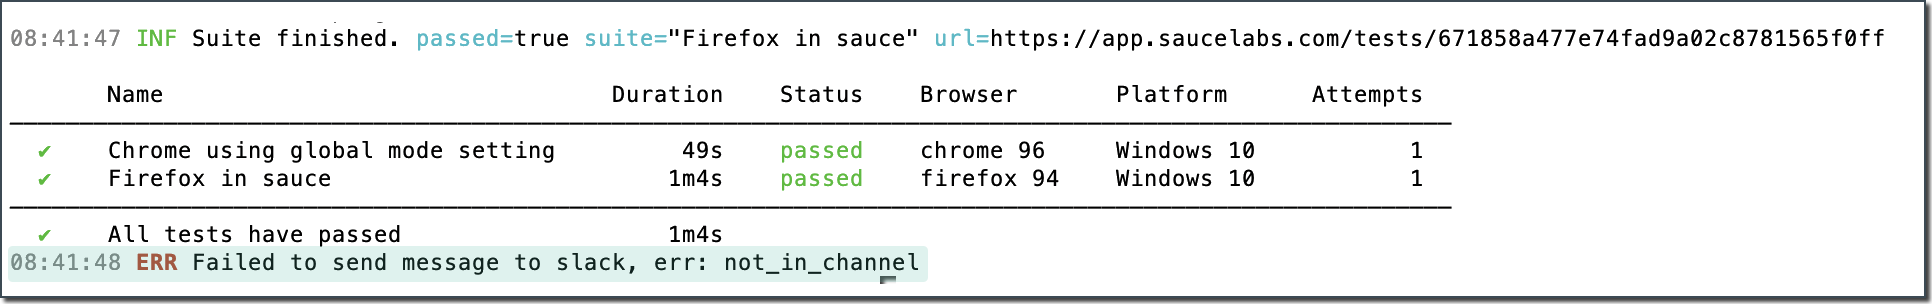 08:41:47 INF Suite finished. passed=true suite="Firefox in sauce" url=https://app.saucelabs.com/tests/671858a477e74fad9a02c8781565f0ff
Name Duration Status Browser Platform Attempts
✔ Chrome using global mode setting 49s passed chrome 96 Windows 10 1
✔ Firefox in sauce 1m4s passed firefox 94 Windows 10 1
✔ All tests have passed 1m4s
08:41:48 ERR Failed to send message to slack, err: not_in_channel